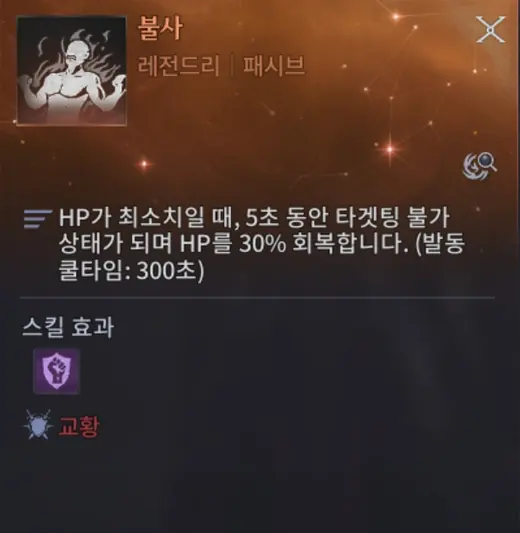 불사
레전드리 | 패시브
HP가 최소치일 때, 5초 동안 타겟팅 불가
상태가 되며 HP를 30% 회복합니다. (발동
쿨타임: 300초)
스킬 효과
교황